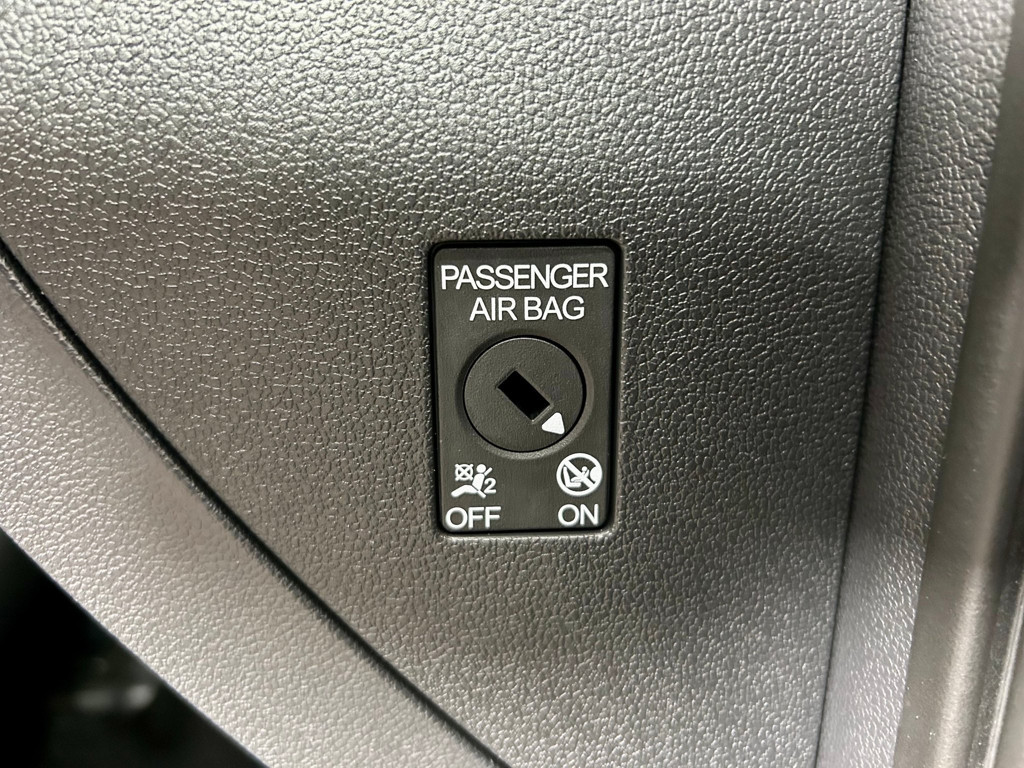 PASSENGER
AIR BAG
2
OFF ON